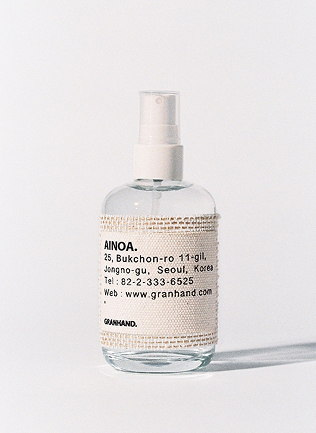 AINOA.
25, Bukchon-ro 11-gil,
Jongno-gu, Seoul, Korea
Tel : 82-2-333-6525
Web : www.granhand.com
GRANHAND.